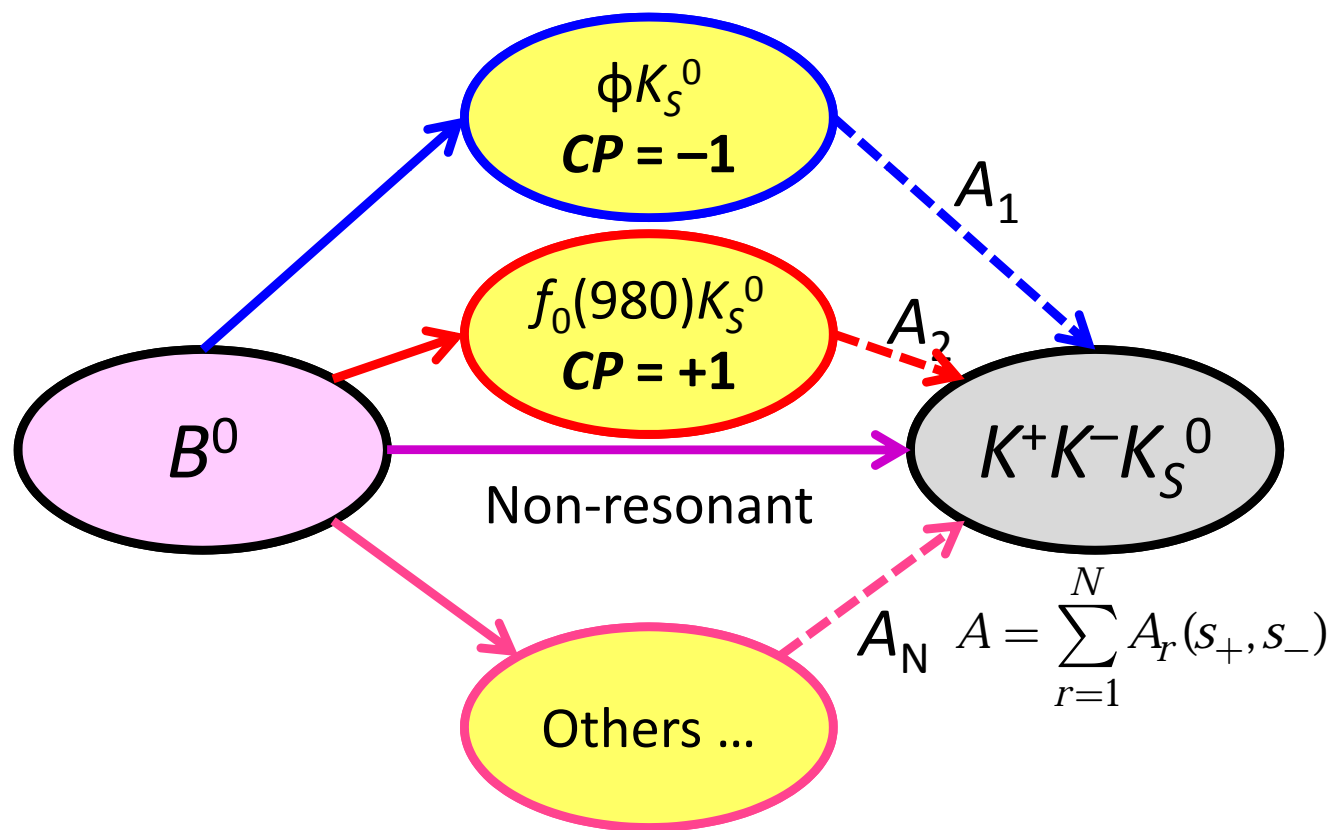 ϕK_S^0
CP = –1
A_1
f_0(980)K_S^0
CP = +1
A_2
B^0
K^+K^–K_S^0
Non-resonant
A_N
A = \sum_{r=1}^{N} A_r(s_+, s_-)
Others ...